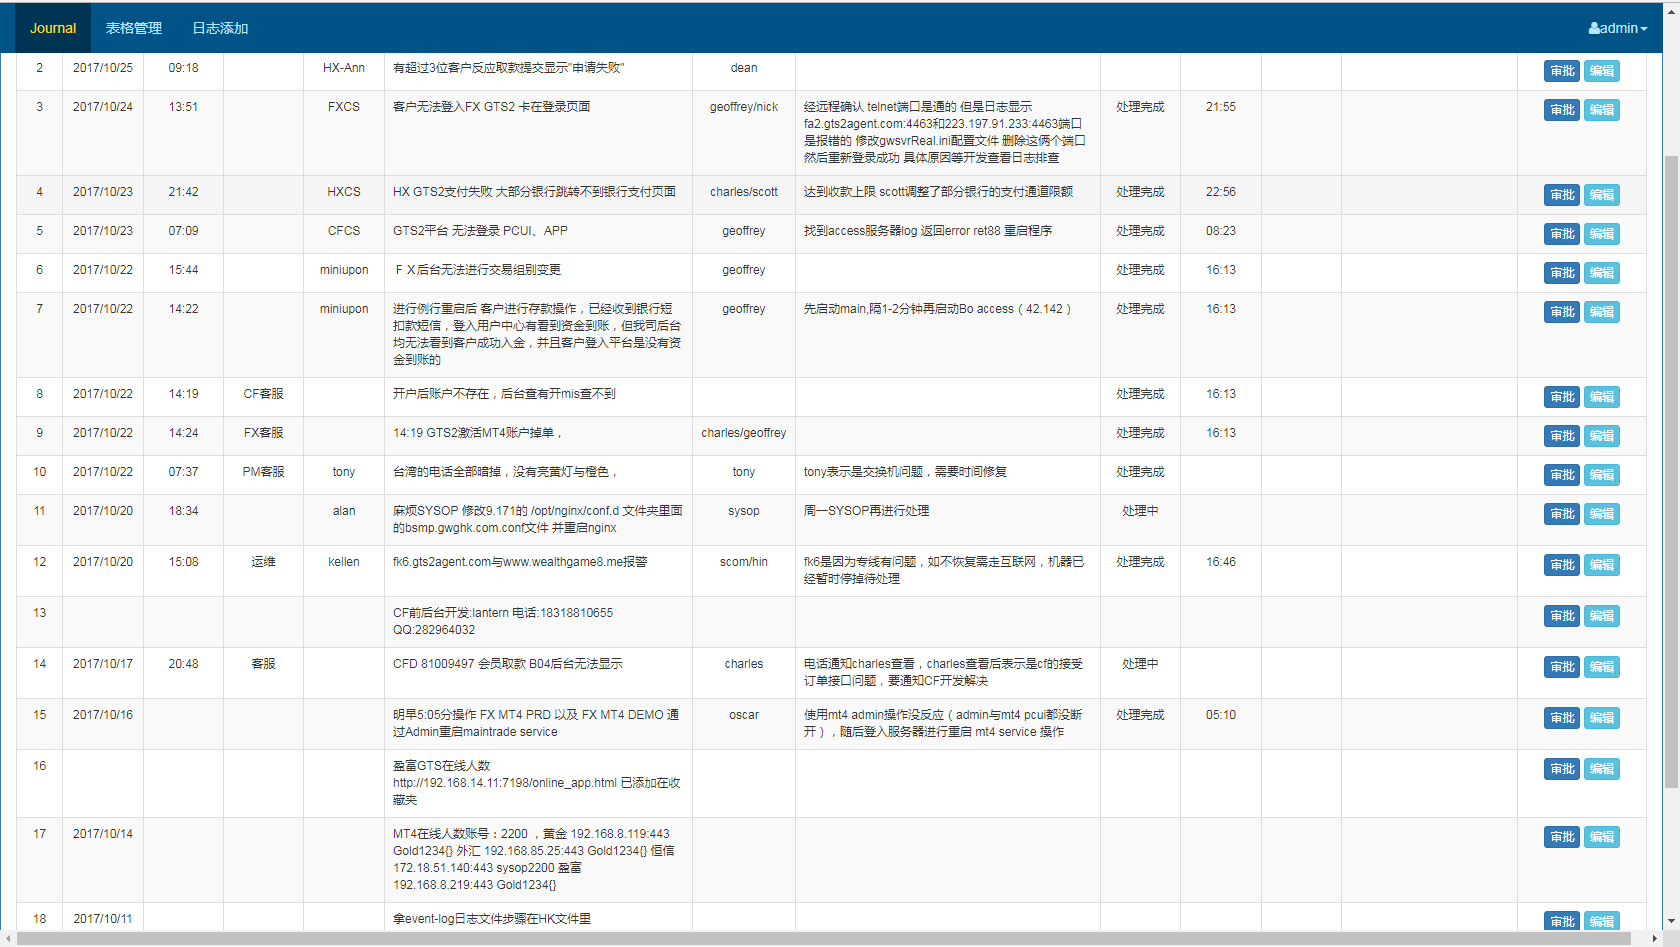 Journal 表格管理 日志添加 admin
2 2017/10/25 09:18 HX-Ann 有超过3位客户反应取款提交显示"申请失败" dean 审批 编辑
3 2017/10/24 13:51 FXCS 客户无法登入FX GTS2 卡在登录页面 geoffrey/nick 经远程确认 telnet端口是通的 但是日志显示 处理完成 21:55 审批 编辑
fa2.gts2agent.com:4463和223.197.91.233:4463端口
是报错的 修改gwsvrReal.ini配置文件 删除这俩个端口
然后重新登录成功 具体原因等开发查看日志排查
4 2017/10/23 21:42 HXCS HX GTS2支付失败 大部分银行跳转不到银行支付页面 charles/scott 达到收款上限 scott调整了部分银行的支付通道限额 处理完成 22:56 审批 编辑
5 2017/10/23 07:09 CFCS GTS2平台 无法登录 PCUI、APP geoffrey 找到access服务器log 返回error ret88 重启程序 处理完成 08:23 审批 编辑
6 2017/10/22 15:44 miniupon ＦＸ后台无法进行交易组别变更 geoffrey 处理完成 16:13 审批 编辑
7 2017/10/22 14:22 miniupon 进行例行重启后 客户进行存款操作，已经收到银行短 geoffrey 先启动main,隔1-2分钟再启动Bo access（42.142） 处理完成 16:13 审批 编辑
扣款短信，登入用户中心有看到资金到账，但我司后台
均无法看到客户成功入金，并且客户登入平台是没有资
金到账的
8 2017/10/22 14:19 CF客服 开户后账户不存在，后台查有开mis查不到 处理完成 16:13 审批 编辑
9 2017/10/22 14:24 FX客服 14:19 GTS2激活MT4账户掉单， charles/geoffrey 处理完成 16:13 审批 编辑
10 2017/10/22 07:37 PM客服 tony 台湾的电话全部暗掉，没有亮黄灯与橙色， tony tony表示是交换机问题，需要时间修复 处理完成 审批 编辑
11 2017/10/20 18:34 alan 麻烦SYSOP 修改9.171的 /opt/nginx/conf.d 文件夹里面 sysop 周一SYSOP再进行处理 处理中 审批 编辑
的bsmp.gwghk.com.conf文件 并重启nginx
12 2017/10/20 15:08 运维 kellen fk6.gts2agent.com与www.wealthgame8.me报警 scom/hin fk6是因为专线有问题，如不恢复需走互联网，机器已 处理完成 16:46 审批 编辑
经暂时停掉待处理
13 CF前后台开发:lantern 电话:18318810655 审批 编辑
QQ:282964032
14 2017/10/17 20:48 客服 CFD 81009497 会员取款 B04后台无法显示 charles 电话通知charles查看，charles查看后表示是cf的接受 处理中 审批 编辑
订单接口问题，要通知CF开发解决
15 2017/10/16 明早5:05分操作 FX MT4 PRD 以及 FX MT4 DEMO 通 oscar 使用mt4 admin操作没反应（admin与mt4 pcui都没断 处理完成 05:10 审批 编辑
过Admin重启maintrade service 开），随后登入服务器进行重启 mt4 service 操作
16 盈富GTS在线人数 审批 编辑
http://192.168.14.11:7198/online_app.html 已添加在收
藏夹
17 2017/10/14 MT4在线人数账号：2200 ，黄金 192.168.8.119:443 审批 编辑
Gold1234{} 外汇 192.168.85.25:443 Gold1234{} 恒信
172.18.51.140:443 sysop2200 盈富
192.168.8.219:443 Gold1234{}
18 2017/10/11 拿event-log日志文件步骤在HK文件里 审批 编辑